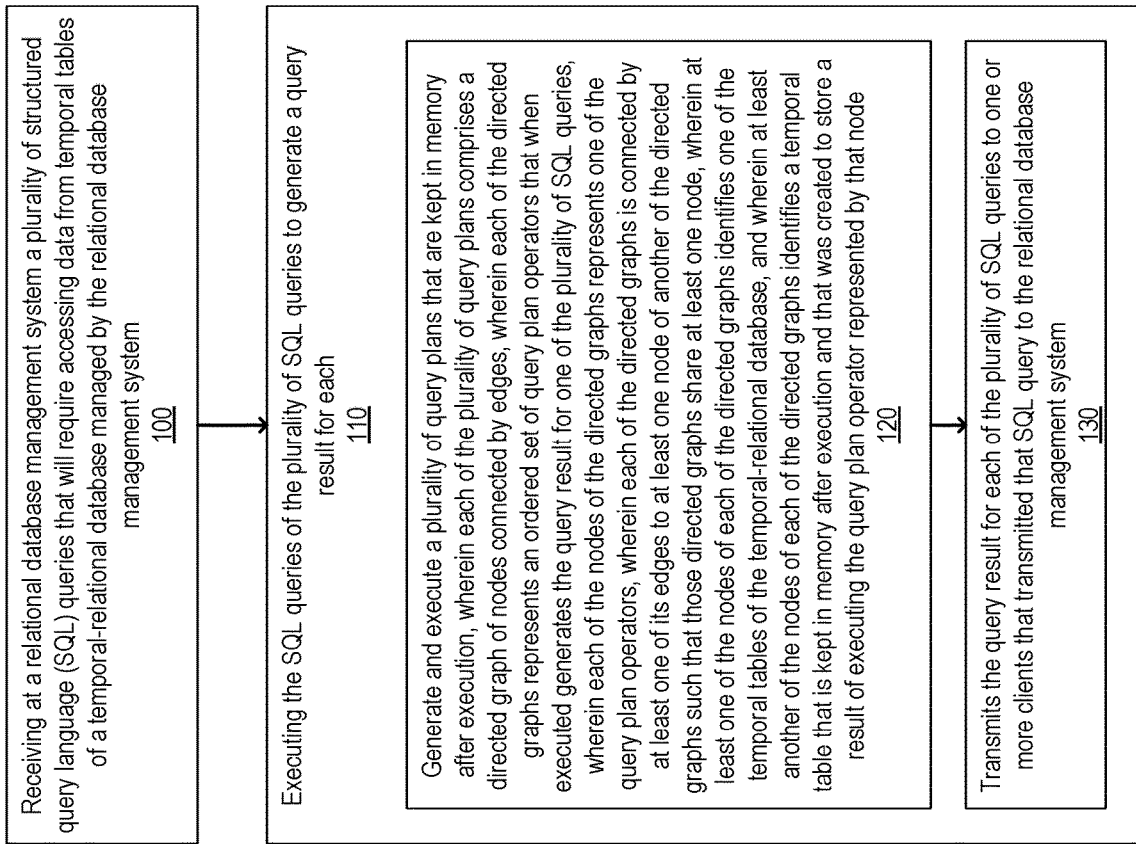 Receiving at a relational database management system a plurality of structured
query language (SQL) queries that will require accessing data from temporal tables
of a temporal-relational database managed by the relational database
management system
100
Executing the SQL queries of the plurality of SQL queries to generate a query
result for each
110
Generate and execute a plurality of query plans that are kept in memory
after execution, wherein each of the plurality of query plans comprises a
directed graph of nodes connected by edges, wherein each of the directed
graphs represents an ordered set of query plan operators that when
executed generates the query result for one of the plurality of SQL queries,
wherein each of the nodes of the directed graphs represents one of the
query plan operators, wherein each of the directed graphs is connected by
at least one of its edges to at least one node of another of the directed
graphs such that those directed graphs share at least one node, wherein at
least one of the nodes of each of the directed graphs identifies one of the
temporal tables of the temporal-relational database, and wherein at least
another of the nodes of each of the directed graphs identifies a temporal
table that is kept in memory after execution and that was created to store a
result of executing the query plan operator represented by that node
120
Transmits the query result for each of the plurality of SQL queries to one or
more clients that transmitted that SQL query to the relational database
management system
130